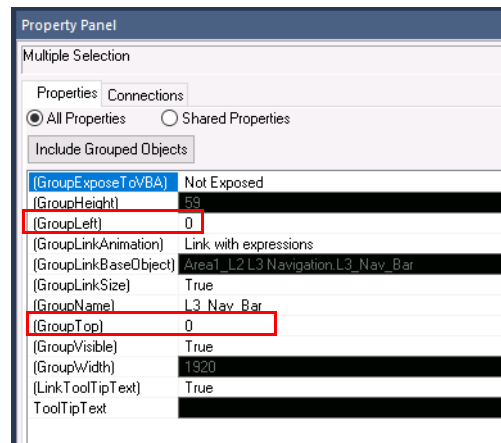 Property Panel
Multiple Selection
Properties Connections
All Properties Shared Properties
Include Grouped Objects
(GroupExposeToVBA) Not Exposed
(GroupHeight) 59
(GroupLeft) 0
(GroupLinkAnimation) Link with expressions
(GroupLinkBaseObject) Area1_L2 L3 Navigation.L3_Nav_Bar
(GroupLinkSize) True
(GroupName) L3_Nav_Bar
(GroupTop) 0
(GroupVisible) True
(GroupWidth) 1920
(LinkToolTipText) True
ToolTipText